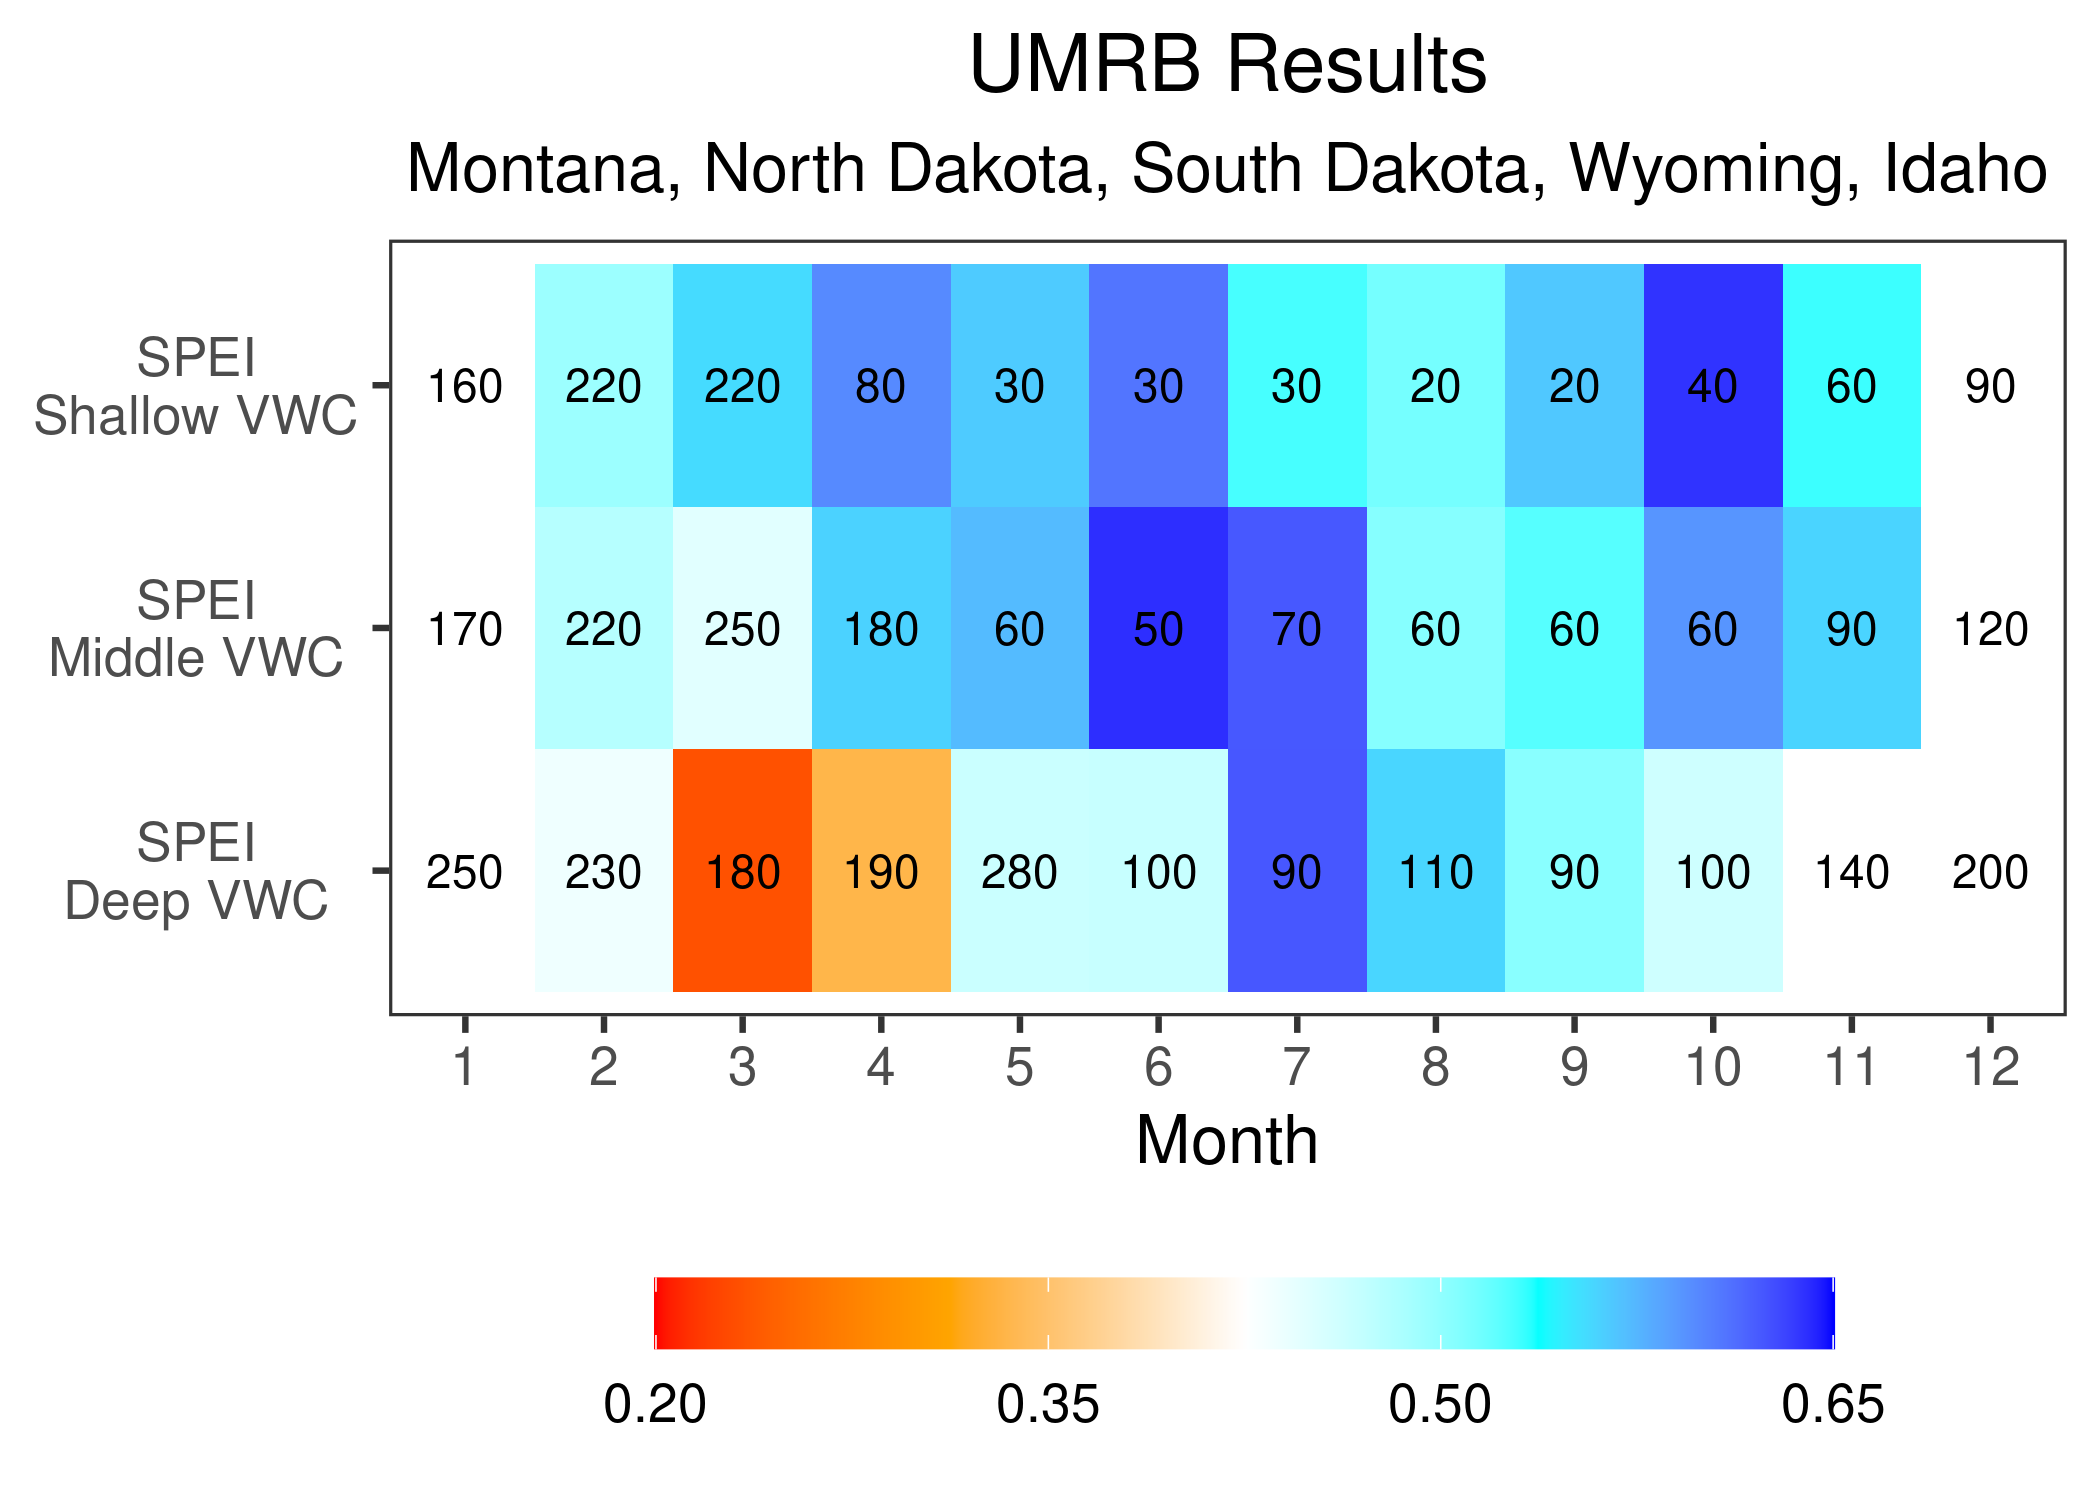 UMRB Results
Montana, North Dakota, South Dakota, Wyoming, Idaho
SPEI
Shallow VWC
160 220 220 80 30 30 30 20 20 40 60 90
SPEI
Middle VWC
170 220 250 180 60 50 70 60 60 60 90 120
SPEI
Deep VWC
250 230 180 190 280 100 90 110 90 100 140 200
1 2 3 4 5 6 7 8 9 10 11 12
Month
0.20 0.35 0.50 0.65